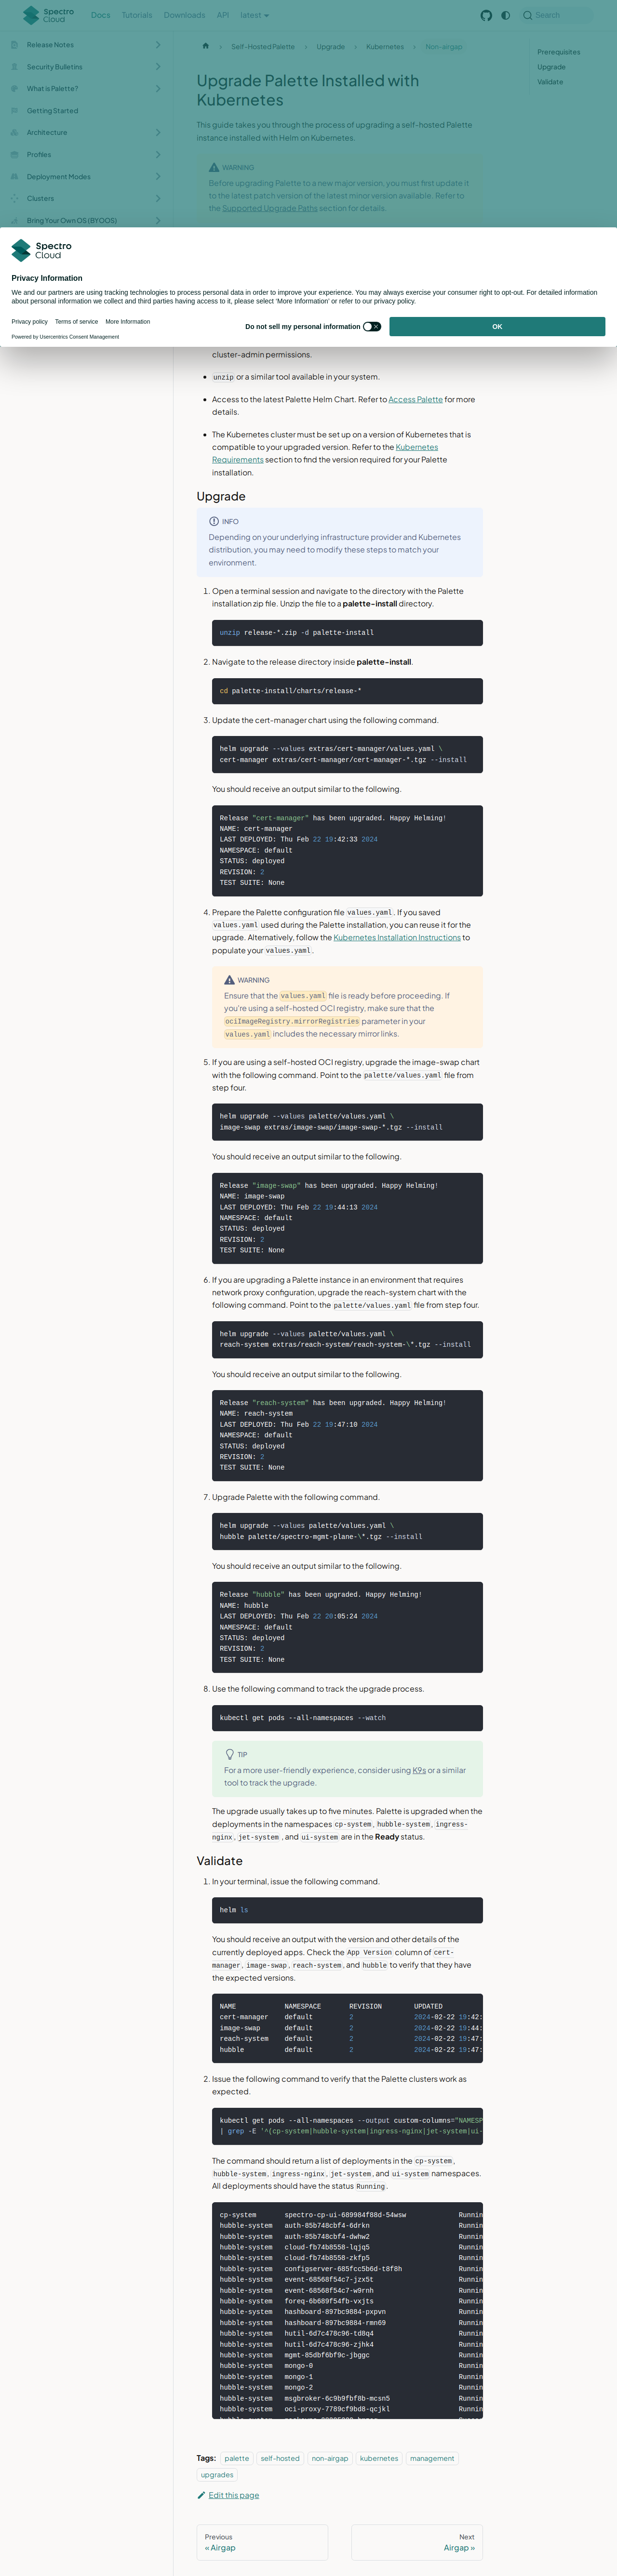 Spectro Cloud
Docs
Tutorials
Downloads
API
latest
Search
Release Notes
Security Bulletins
What is Palette?
Getting Started
Architecture
Profiles
Deployment Modes
Clusters
Bring Your Own OS (BYOOS)
Self-Hosted Palette
Upgrade
Kubernetes
Non-airgap
Prerequisites
Upgrade
Validate
Upgrade Palette Installed with
Kubernetes
This guide takes you through the process of upgrading a self-hosted Palette
instance installed with Helm on Kubernetes.
WARNING
Before upgrading Palette to a new major version, you must first update it
to the latest patch version of the latest minor version available. Refer to
the Supported Upgrade Paths section for details.
Spectro Cloud
Privacy Information
We and our partners are using tracking technologies to process personal data in order to improve your experience. You may always exercise your consumer right to opt-out. For detailed information
about personal information we collect and third parties having access to it, please select 'More Information' or refer to our privacy policy.
Privacy policy
Terms of service
More Information
Powered by Usercentrics Consent Management
Do not sell my personal information
OK
cluster-admin permissions.
unzip or a similar tool available in your system.
Access to the latest Palette Helm Chart. Refer to Access Palette for more
details.
The Kubernetes cluster must be set up on a version of Kubernetes that is
compatible to your upgraded version. Refer to the Kubernetes
Requirements section to find the version required for your Palette
installation.
Upgrade
INFO
Depending on your underlying infrastructure provider and Kubernetes
distribution, you may need to modify these steps to match your
environment.
1. Open a terminal session and navigate to the directory with the Palette
installation zip file. Unzip the file to a palette-install directory.
unzip release-*.zip -d palette-install
2. Navigate to the release directory inside palette-install.
cd palette-install/charts/release-*
3. Update the cert-manager chart using the following command.
helm upgrade --values extras/cert-manager/values.yaml \
cert-manager extras/cert-manager/cert-manager-*.tgz --install
You should receive an output similar to the following.
Release "cert-manager" has been upgraded. Happy Helming!
NAME: cert-manager
LAST DEPLOYED: Thu Feb 22 19:42:33 2024
NAMESPACE: default
STATUS: deployed
REVISION: 2
TEST SUITE: None
4. Prepare the Palette configuration file values.yaml. If you saved
values.yaml used during the Palette installation, you can reuse it for the
upgrade. Alternatively, follow the Kubernetes Installation Instructions to
populate your values.yaml.
WARNING
Ensure that the values.yaml file is ready before proceeding. If
you're using a self-hosted OCI registry, make sure that the
ociImageRegistry.mirrorRegistries parameter in your
values.yaml includes the necessary mirror links.
5. If you are using a self-hosted OCI registry, upgrade the image-swap chart
with the following command. Point to the palette/values.yaml file from
step four.
helm upgrade --values palette/values.yaml \
image-swap extras/image-swap/image-swap-*.tgz --install
You should receive an output similar to the following.
Release "image-swap" has been upgraded. Happy Helming!
NAME: image-swap
LAST DEPLOYED: Thu Feb 22 19:44:13 2024
NAMESPACE: default
STATUS: deployed
REVISION: 2
TEST SUITE: None
6. If you are upgrading a Palette instance in an environment that requires
network proxy configuration, upgrade the reach-system chart with the
following command. Point to the palette/values.yaml file from step four.
helm upgrade --values palette/values.yaml \
reach-system extras/reach-system/reach-system-\*.tgz --install
You should receive an output similar to the following.
Release "reach-system" has been upgraded. Happy Helming!
NAME: reach-system
LAST DEPLOYED: Thu Feb 22 19:47:10 2024
NAMESPACE: default
STATUS: deployed
REVISION: 2
TEST SUITE: None
7. Upgrade Palette with the following command.
helm upgrade --values palette/values.yaml \
hubble palette/spectro-mgmt-plane-\*.tgz --install
You should receive an output similar to the following.
Release "hubble" has been upgraded. Happy Helming!
NAME: hubble
LAST DEPLOYED: Thu Feb 22 20:05:24 2024
NAMESPACE: default
STATUS: deployed
REVISION: 2
TEST SUITE: None
8. Use the following command to track the upgrade process.
kubectl get pods --all-namespaces --watch
TIP
For a more user-friendly experience, consider using K9s or a similar
tool to track the upgrade.
The upgrade usually takes up to five minutes. Palette is upgraded when the
deployments in the namespaces cp-system, hubble-system, ingress-
nginx, jet-system , and ui-system are in the Ready status.
Validate
1. In your terminal, issue the following command.
helm ls
You should receive an output with the version and other details of the
currently deployed apps. Check the App Version column of cert-
manager, image-swap, reach-system, and hubble to verify that they have
the expected versions.
NAME NAMESPACE REVISION UPDATED
cert-manager default 2 2024-02-22 19:42:
image-swap default 2 2024-02-22 19:44:
reach-system default 2 2024-02-22 19:47:
hubble default 2 2024-02-22 19:47:
2. Issue the following command to verify that the Palette clusters work as
expected.
kubectl get pods --all-namespaces --output custom-columns="NAMESP
| grep -E '^(cp-system|hubble-system|ingress-nginx|jet-system|ui-
The command should return a list of deployments in the cp-system,
hubble-system, ingress-nginx, jet-system, and ui-system namespaces.
All deployments should have the status Running.
cp-system spectro-cp-ui-689984f88d-54wsw Runnin
hubble-system auth-85b748cbf4-6drkn Runnin
hubble-system auth-85b748cbf4-dwhw2 Runnin
hubble-system cloud-fb74b8558-lqjq5 Runnin
hubble-system cloud-fb74b8558-zkfp5 Runnin
hubble-system configserver-685fcc5b6d-t8f8h Runnin
hubble-system event-68568f54c7-jzx5t Runnin
hubble-system event-68568f54c7-w9rnh Runnin
hubble-system foreq-6b689f54fb-vxjts Runnin
hubble-system hashboard-897bc9884-pxpvn Runnin
hubble-system hashboard-897bc9884-rmn69 Runnin
hubble-system hutil-6d7c478c96-td8q4 Runnin
hubble-system hutil-6d7c478c96-zjhk4 Runnin
hubble-system mgmt-85dbf6bf9c-jbggc Runnin
hubble-system mongo-0 Runnin
hubble-system mongo-1 Runnin
hubble-system mongo-2 Runnin
hubble-system msgbroker-6c9b9fbf8b-mcsn5 Runnin
hubble-system oci-proxy-7789cf9bd8-qcjkl Runnin
Tags:
palette
self-hosted
non-airgap
kubernetes
management
upgrades
Edit this page
Previous
« Airgap
Next
Airgap »